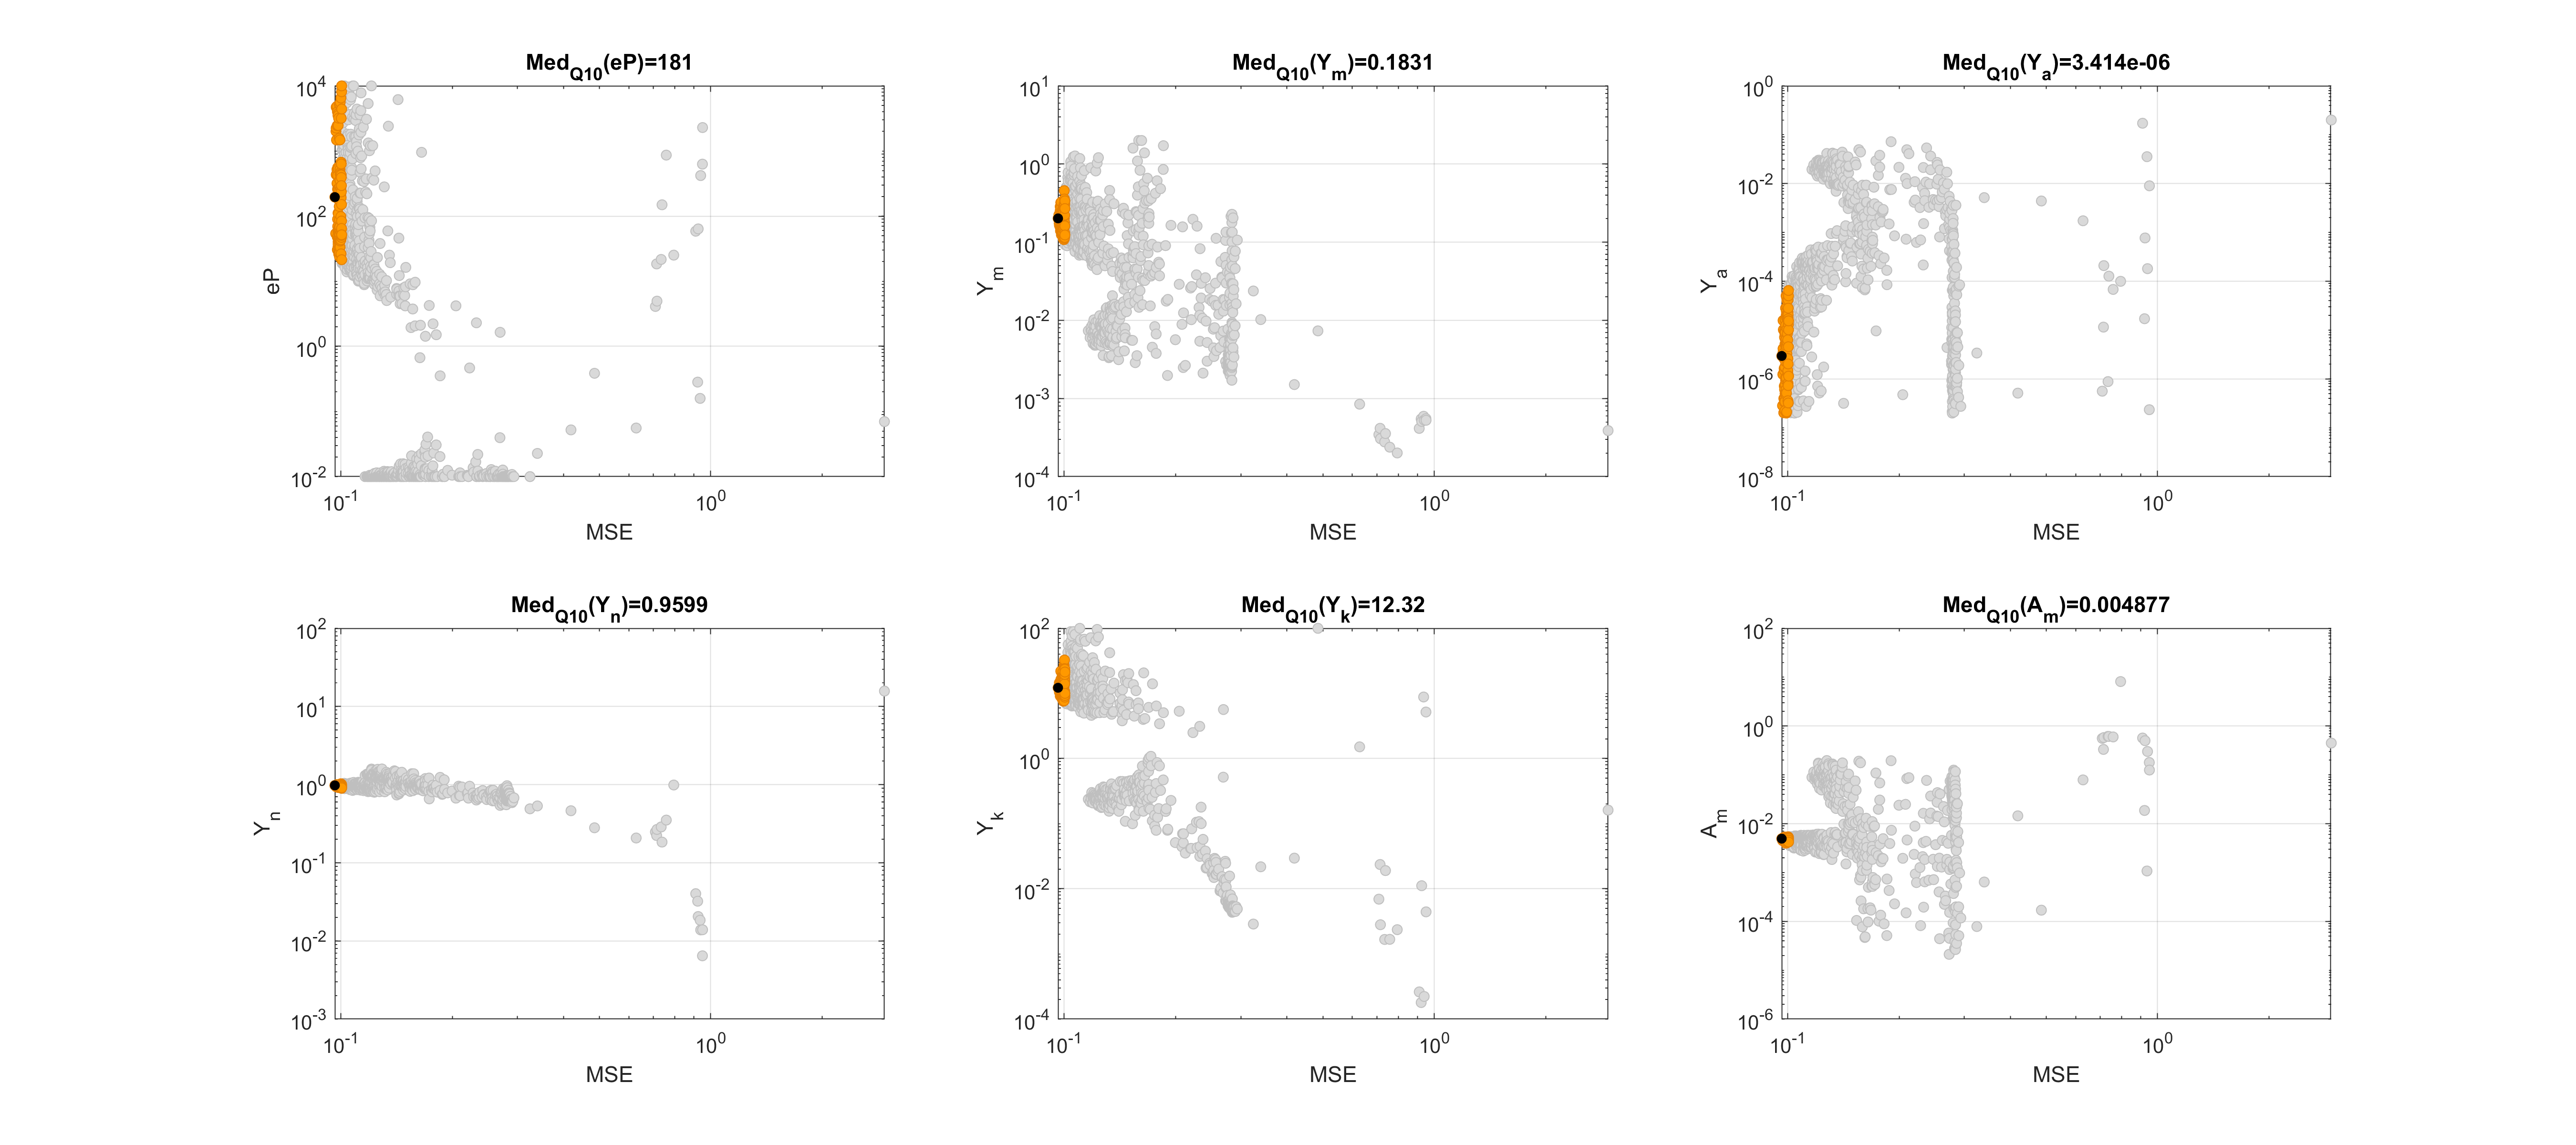 Med_Q10(eP)=181
10^4
10^2
10^0
10^-2
eP
10^-1
10^0
MSE
Med_Q10(Y_m)=0.1831
10^1
10^0
10^-1
10^-2
10^-3
10^-4
Y_m
10^-1
10^0
MSE
Med_Q10(Y_a)=3.414e-06
10^0
10^-2
10^-4
10^-6
10^-8
Y_a
10^-1
10^0
MSE
Med_Q10(Y_n)=0.9599
10^2
10^1
10^0
10^-1
10^-2
10^-3
Y_n
10^-1
10^0
MSE
Med_Q10(Y_k)=12.32
10^2
10^0
10^-2
10^-4
Y_k
10^-1
10^0
MSE
Med_Q10(A_m)=0.004877
10^2
10^0
10^-2
10^-4
10^-6
A_m
10^-1
10^0
MSE